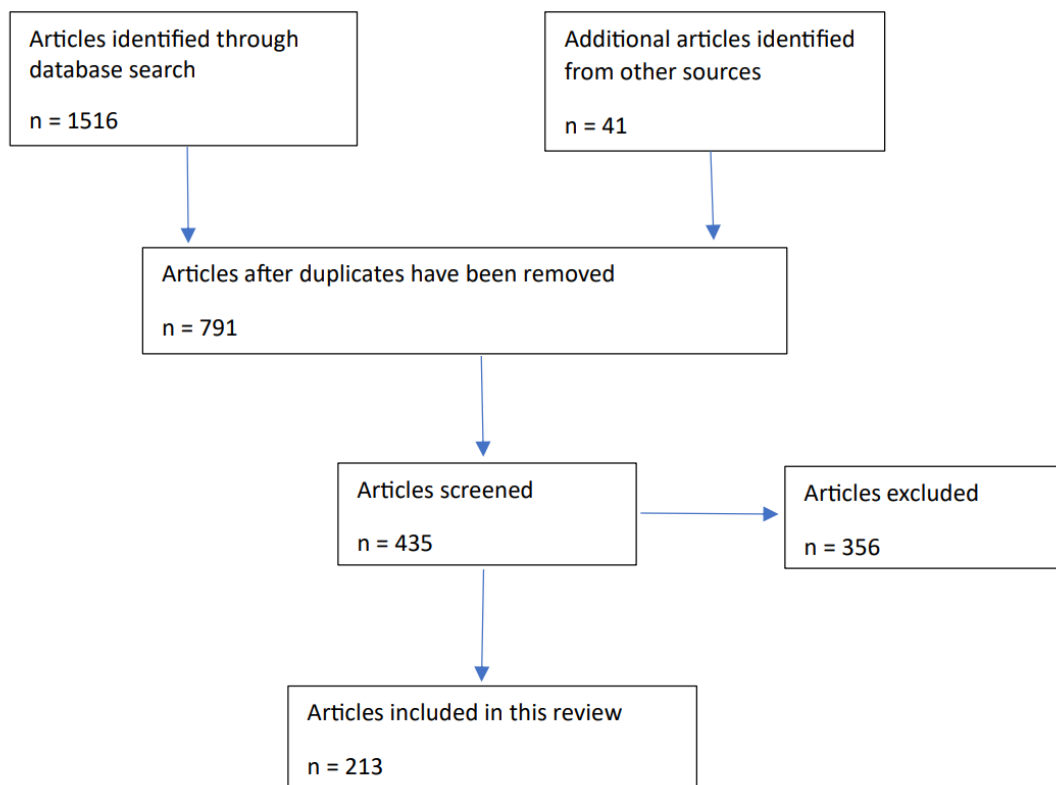 Articles identified through
database search
n = 1516
Additional articles identified
from other sources
n = 41
Articles after duplicates have been removed
n = 791
Articles screened
n = 435
Articles excluded
n = 356
Articles included in this review
n = 213